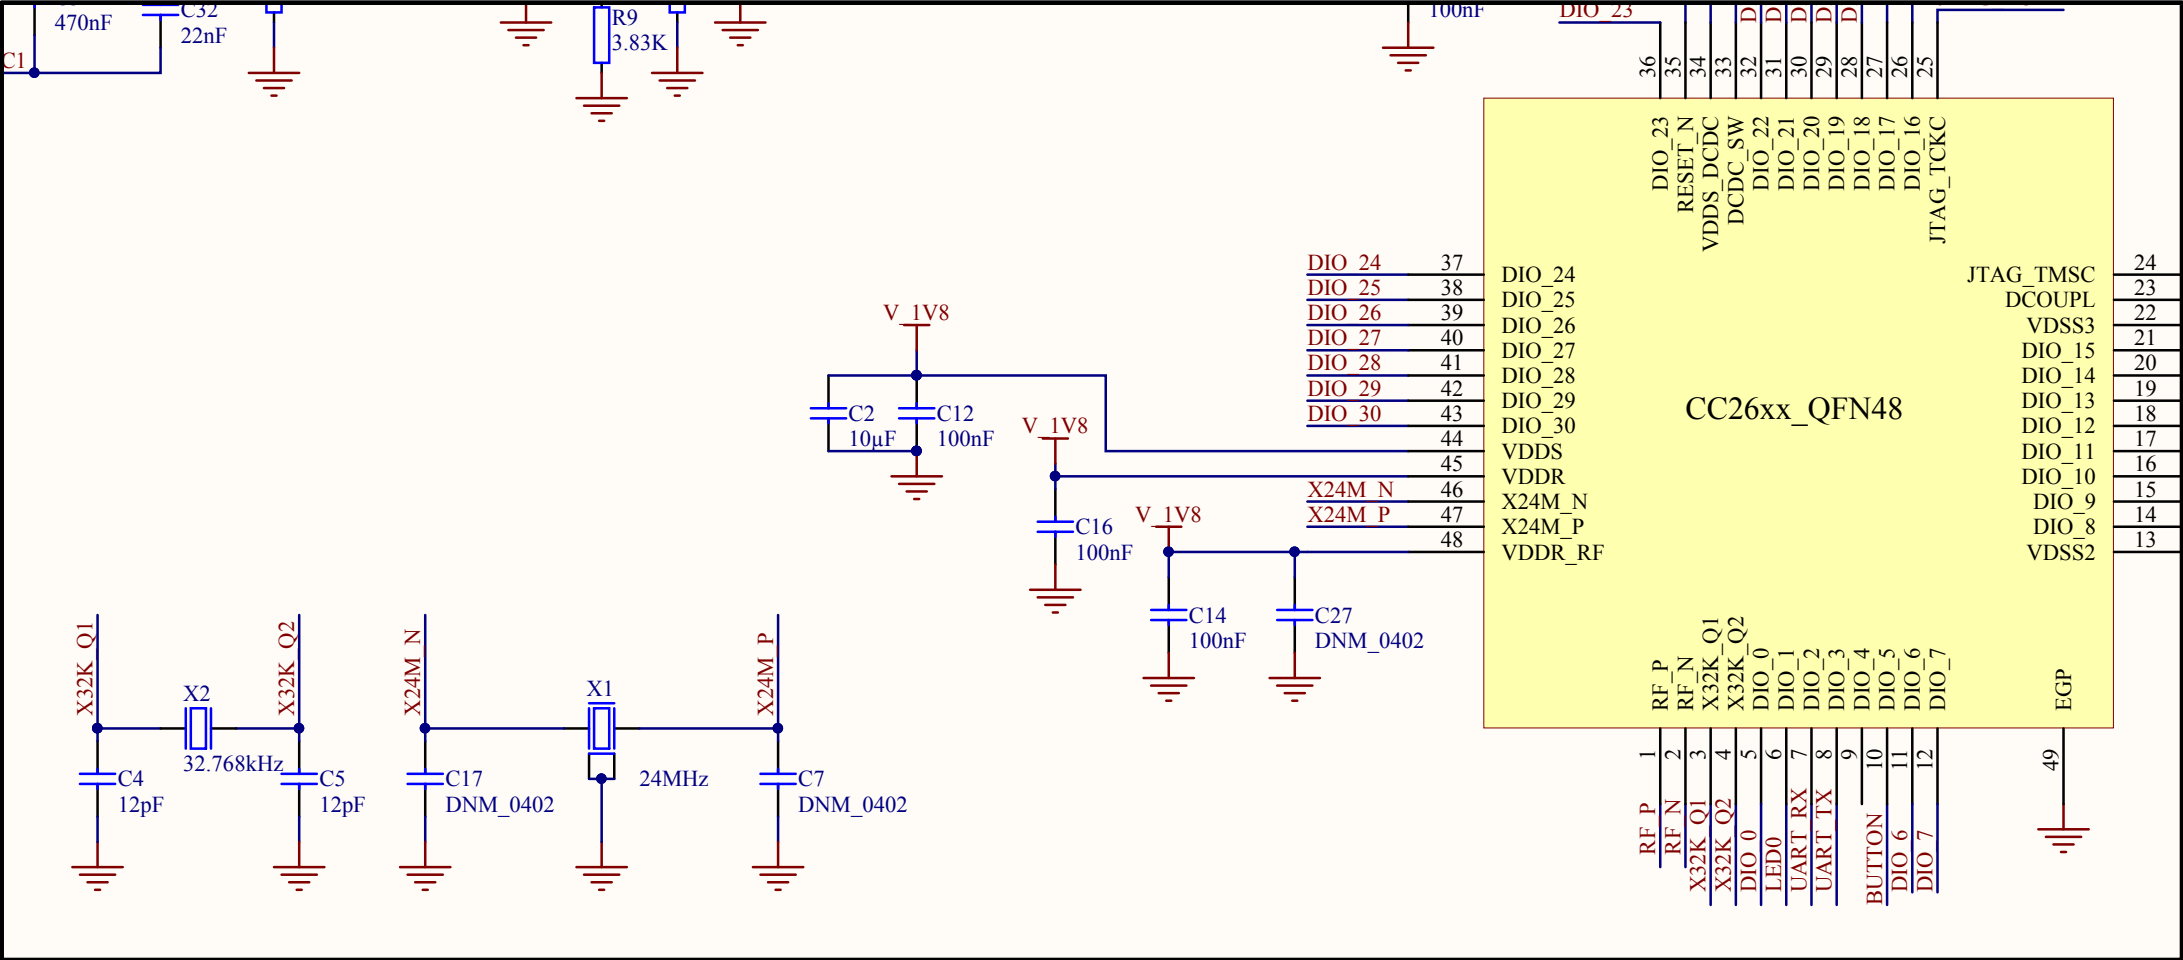 470nF
C32
22nF
C1
R9
3.83K
100nF
DIO_23
D
D
D
D
D
36
35
34
33
32
31
30
29
28
27
26
25
DIO_23
RESET_N
VDDS_DCDC
DCDC_SW
DIO_22
DIO_21
DIO_20
DIO_19
DIO_18
DIO_17
DIO_16
JTAG_TCKC
DIO_24 37 DIO_24
DIO_25 38 DIO_25
DIO_26 39 DIO_26
DIO_27 40 DIO_27
DIO_28 41 DIO_28
DIO_29 42 DIO_29
DIO_30 43 DIO_30
44 VDDS
45 VDDR
X24M_N 46 X24M_N
X24M_P 47 X24M_P
48 VDDR_RF
CC26xx_QFN48
JTAG_TMSC 24
DCOUPL 23
VDSS3 22
DIO_15 21
DIO_14 20
DIO_13 19
DIO_12 18
DIO_11 17
DIO_10 16
DIO_9 15
DIO_8 14
VDSS2 13
V_1V8
C2
10µF
C12
100nF
V_1V8
C16
100nF
V_1V8
C14
100nF
C27
DNM_0402
X32K_Q1
X2
32.768kHz
X32K_Q2
C4
12pF
C5
12pF
X24M_N
X1
24MHz
X24M_P
C17
DNM_0402
C7
DNM_0402
RF_P
RF_N
X32K_Q1
X32K_Q2
DIO_0
DIO_1
DIO_2
DIO_3
DIO_4
DIO_5
DIO_6
DIO_7
EGP
1
2
3
4
5
6
7
8
9
10
11
12
49
RF_P
RF_N
X32K_Q1
X32K_Q2
DIO_0
LED0
UART_RX
UART_TX
BUTTON
DIO_6
DIO_7